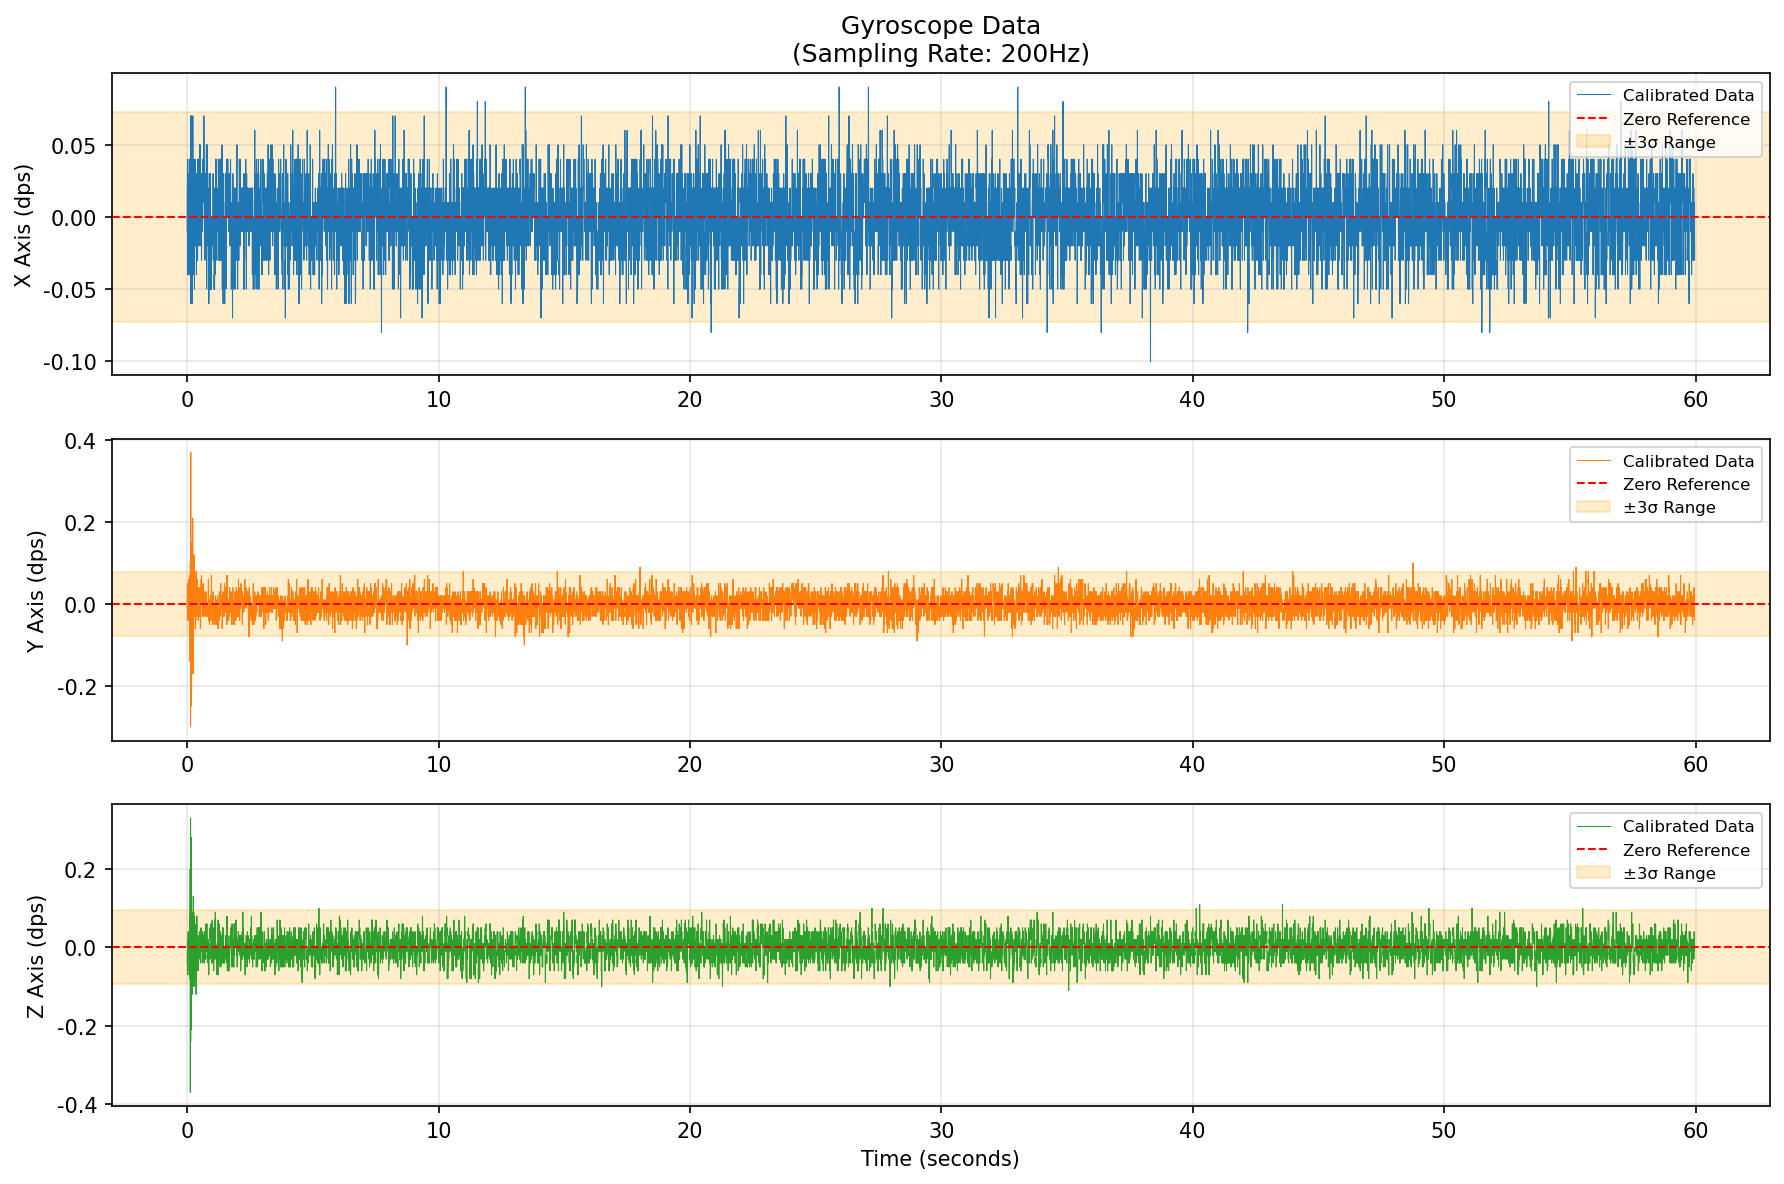 Gyroscope Data
(Sampling Rate: 200Hz)
X Axis (dps)
0.05
0.00
-0.05
-0.10
Calibrated Data
Zero Reference
±3σ Range
0 10 20 30 40 50 60
Y Axis (dps)
0.4
0.2
0.0
-0.2
Calibrated Data
Zero Reference
±3σ Range
0 10 20 30 40 50 60
Z Axis (dps)
0.2
0.0
-0.2
-0.4
Calibrated Data
Zero Reference
±3σ Range
0 10 20 30 40 50 60
Time (seconds)